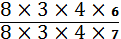 8 × 3 × 4 × 6
8 × 3 × 4 × 7